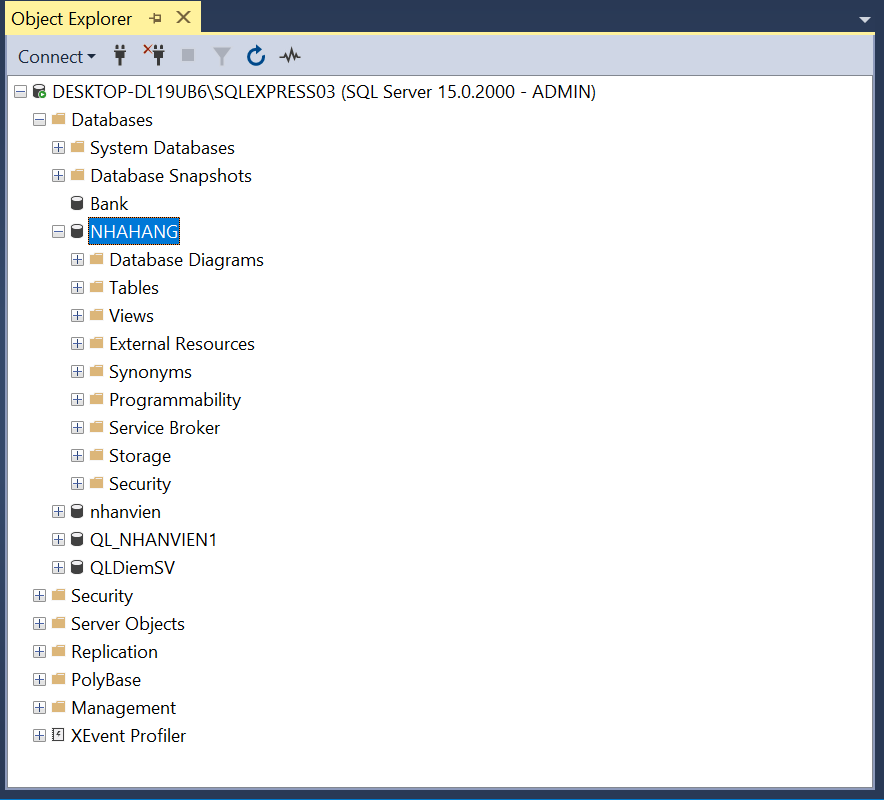 Object Explorer
Connect
DESKTOP-DL19UB6\SQLEXPRESS03 (SQL Server 15.0.2000 - ADMIN)
Databases
System Databases
Database Snapshots
Bank
NHAHANG
Database Diagrams
Tables
Views
External Resources
Synonyms
Programmability
Service Broker
Storage
Security
nhanvien
QL_NHANVIEN1
QLDiemSV
Security
Server Objects
Replication
PolyBase
Management
XEvent Profiler